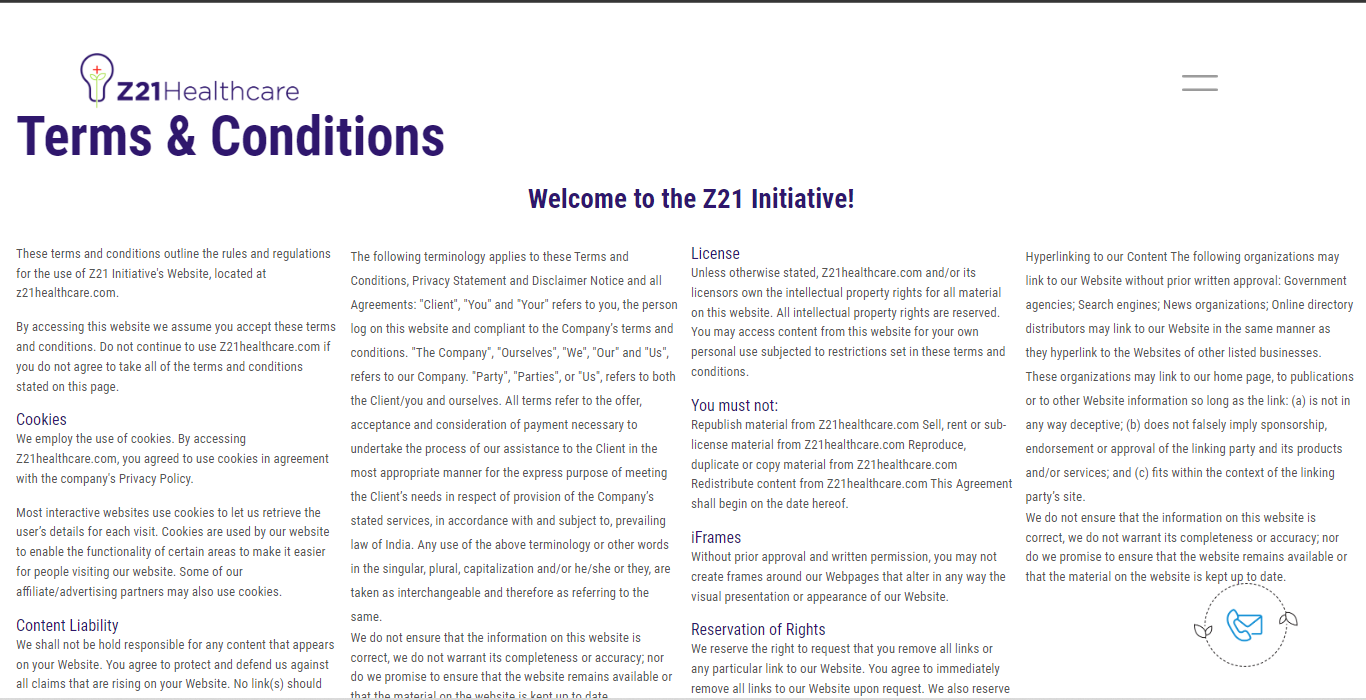 Z21Healthcare
Terms & Conditions
Welcome to the Z21 Initiative!
These terms and conditions outline the rules and regulations
for the use of Z21 Initiative's Website, located at
z21healthcare.com.
By accessing this website we assume you accept these terms
and conditions. Do not continue to use Z21healthcare.com if
you do not agree to take all of the terms and conditions
stated on this page.
Cookies
We employ the use of cookies. By accessing
Z21healthcare.com, you agreed to use cookies in agreement
with the company's Privacy Policy.
Most interactive websites use cookies to let us retrieve the
user's details for each visit. Cookies are used by our website
to enable the functionality of certain areas to make it easier
for people visiting our website. Some of our
affiliate/advertising partners may also use cookies.
Content Liability
We shall not be hold responsible for any content that appears
on your Website. You agree to protect and defend us against
all claims that are rising on your Website. No link(s) should
The following terminology applies to these Terms and
Conditions, Privacy Statement and Disclaimer Notice and all
Agreements: "Client", "You" and "Your" refers to you, the person
log on this website and compliant to the Company's terms and
conditions. "The Company", "Ourselves", "We", "Our" and "Us",
refers to our Company. "Party", "Parties", or "Us", refers to both
the Client/you and ourselves. All terms refer to the offer,
acceptance and consideration of payment necessary to
undertake the process of our assistance to the Client in the
most appropriate manner for the express purpose of meeting
the Client's needs in respect of provision of the Company's
stated services, in accordance with and subject to, prevailing
law of India. Any use of the above terminology or other words
in the singular, plural, capitalization and/or he/she or they, are
taken as interchangeable and therefore as referring to the
same.
We do not ensure that the information on this website is
correct, we do not warrant its completeness or accuracy; nor
do we promise to ensure that the website remains available or
that the material on the website is kept up to date.
License
Unless otherwise stated, Z21healthcare.com and/or its
licensors own the intellectual property rights for all material
on this website. All intellectual property rights are reserved.
You may access content from this website for your own
personal use subjected to restrictions set in these terms and
conditions.
You must not:
Republish material from Z21healthcare.com Sell, rent or sub-
license material from Z21healthcare.com Reproduce,
duplicate or copy material from Z21healthcare.com
Redistribute content from Z21healthcare.com This Agreement
shall begin on the date hereof.
iFrames
Without prior approval and written permission, you may not
create frames around our Webpages that alter in any way the
visual presentation or appearance of our Website.
Reservation of Rights
We reserve the right to request that you remove all links or
any particular link to our Website. You agree to immediately
remove all links to our Website upon request. We also reserve
Hyperlinking to our Content The following organizations may
link to our Website without prior written approval: Government
agencies; Search engines; News organizations; Online directory
distributors may link to our Website in the same manner as
they hyperlink to the Websites of other listed businesses.
These organizations may link to our home page, to publications
or to other Website information so long as the link: (a) is not in
any way deceptive; (b) does not falsely imply sponsorship,
endorsement or approval of the linking party and its products
and/or services; and (c) fits within the context of the linking
party's site.
We do not ensure that the information on this website is
correct, we do not warrant its completeness or accuracy; nor
do we promise to ensure that the website remains available or
that the material on the website is kept up to date.